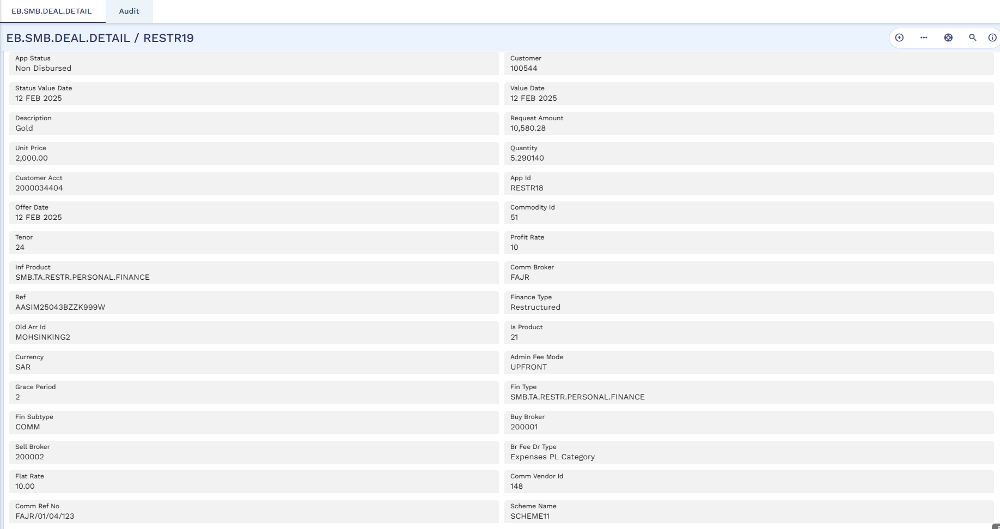 EB.SMB.DEAL.DETAIL
Audit
EB.SMB.DEAL.DETAIL / RESTR19
App Status
Non Disbursed
Customer
100544
Status Value Date
12 FEB 2025
Value Date
12 FEB 2025
Description
Gold
Request Amount
10,580.28
Unit Price
2,000.00
Quantity
5.290140
Customer Acct
2000034404
App Id
RESTR18
Offer Date
12 FEB 2025
Commodity Id
51
Tenor
24
Profit Rate
10
Inf Product
SMB.TA.RESTR.PERSONAL.FINANCE
Comm Broker
FAJR
Ref
AASIM25043BZZK999W
Finance Type
Restructured
Old Arr Id
MOHSINKING2
Is Product
21
Currency
SAR
Admin Fee Mode
UPFRONT
Grace Period
2
Fin Type
SMB.TA.RESTR.PERSONAL.FINANCE
Fin Subtype
COMM
Buy Broker
200001
Sell Broker
200002
Br Fee Dr Type
Expenses PL Category
Flat Rate
10.00
Comm Vendor Id
148
Comm Ref No
FAJR/01/04/123
Scheme Name
SCHEME11